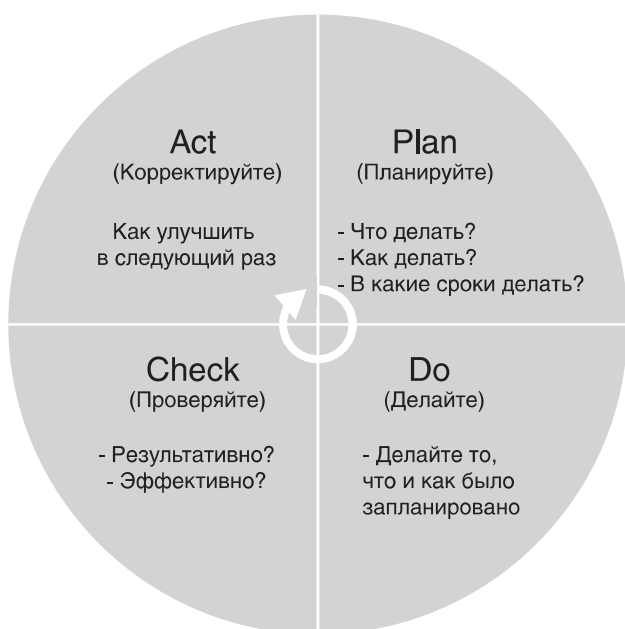 Act
(Корректируйте)
Как улучшить
в следующий раз
Plan
(Планируйте)
- Что делать?
- Как делать?
- В какие сроки делать?
Check
(Проверяйте)
- Результативно?
- Эффективно?
Do
(Делайте)
- Делайте то,
что и как было
запланировано